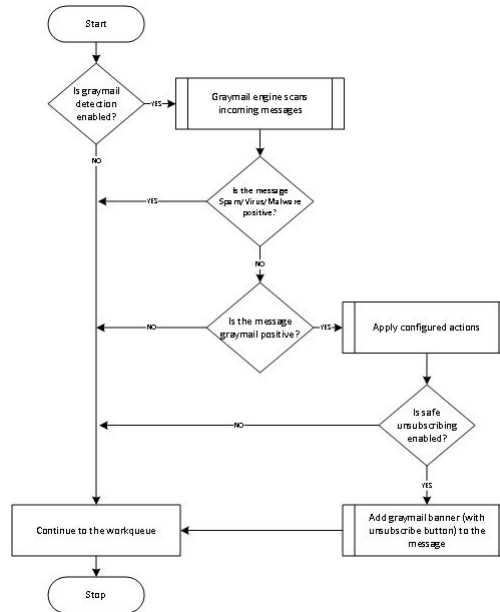 Start
Is graymail
detection
enabled?
YES
Graymail engine scans
incoming messages
NO
Is the message
Spam/Virus/Malware
positive?
YES
NO
Is the message
graymail positive?
NO
YES
Apply configured actions
Is safe
unsubscribing
enabled?
NO
YES
Continue to the workqueue
Add graymail banner (with
unsubscribe button) to the
message
Stop